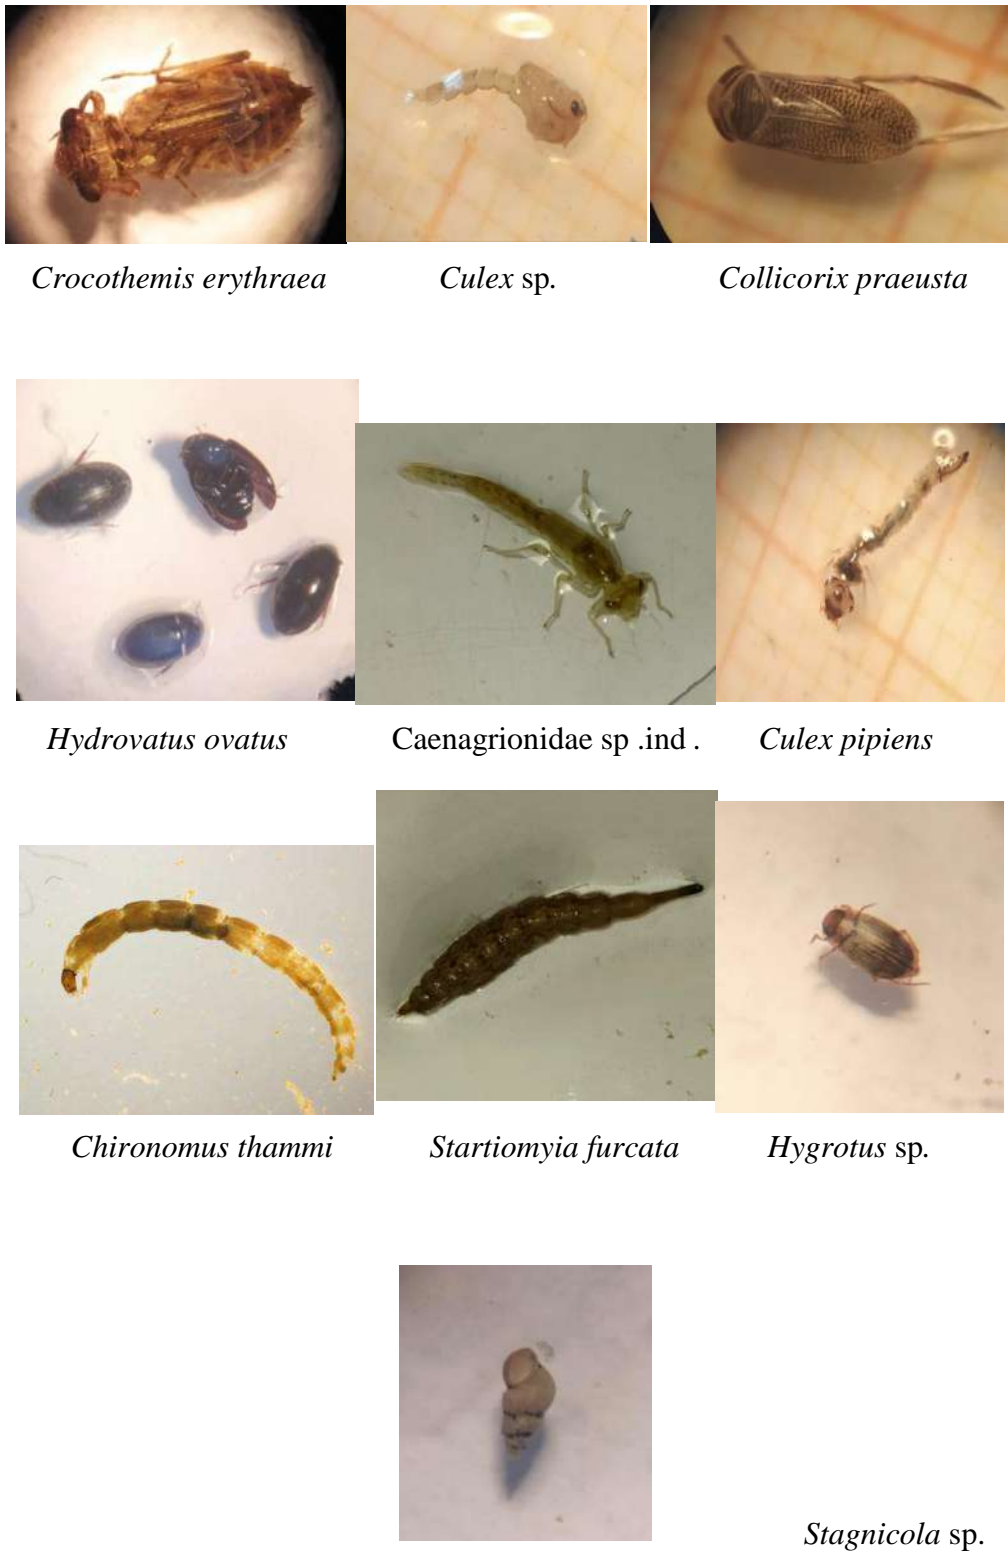 Crocothemis erythraea
Culex sp.
Collicorix praeusta
Hydrovatus ovatus
Caenagrionidae sp .ind .
Culex pipiens
Chironomus thammi
Startiomyia furcata
Hygrotus sp.
Stagnicola sp.